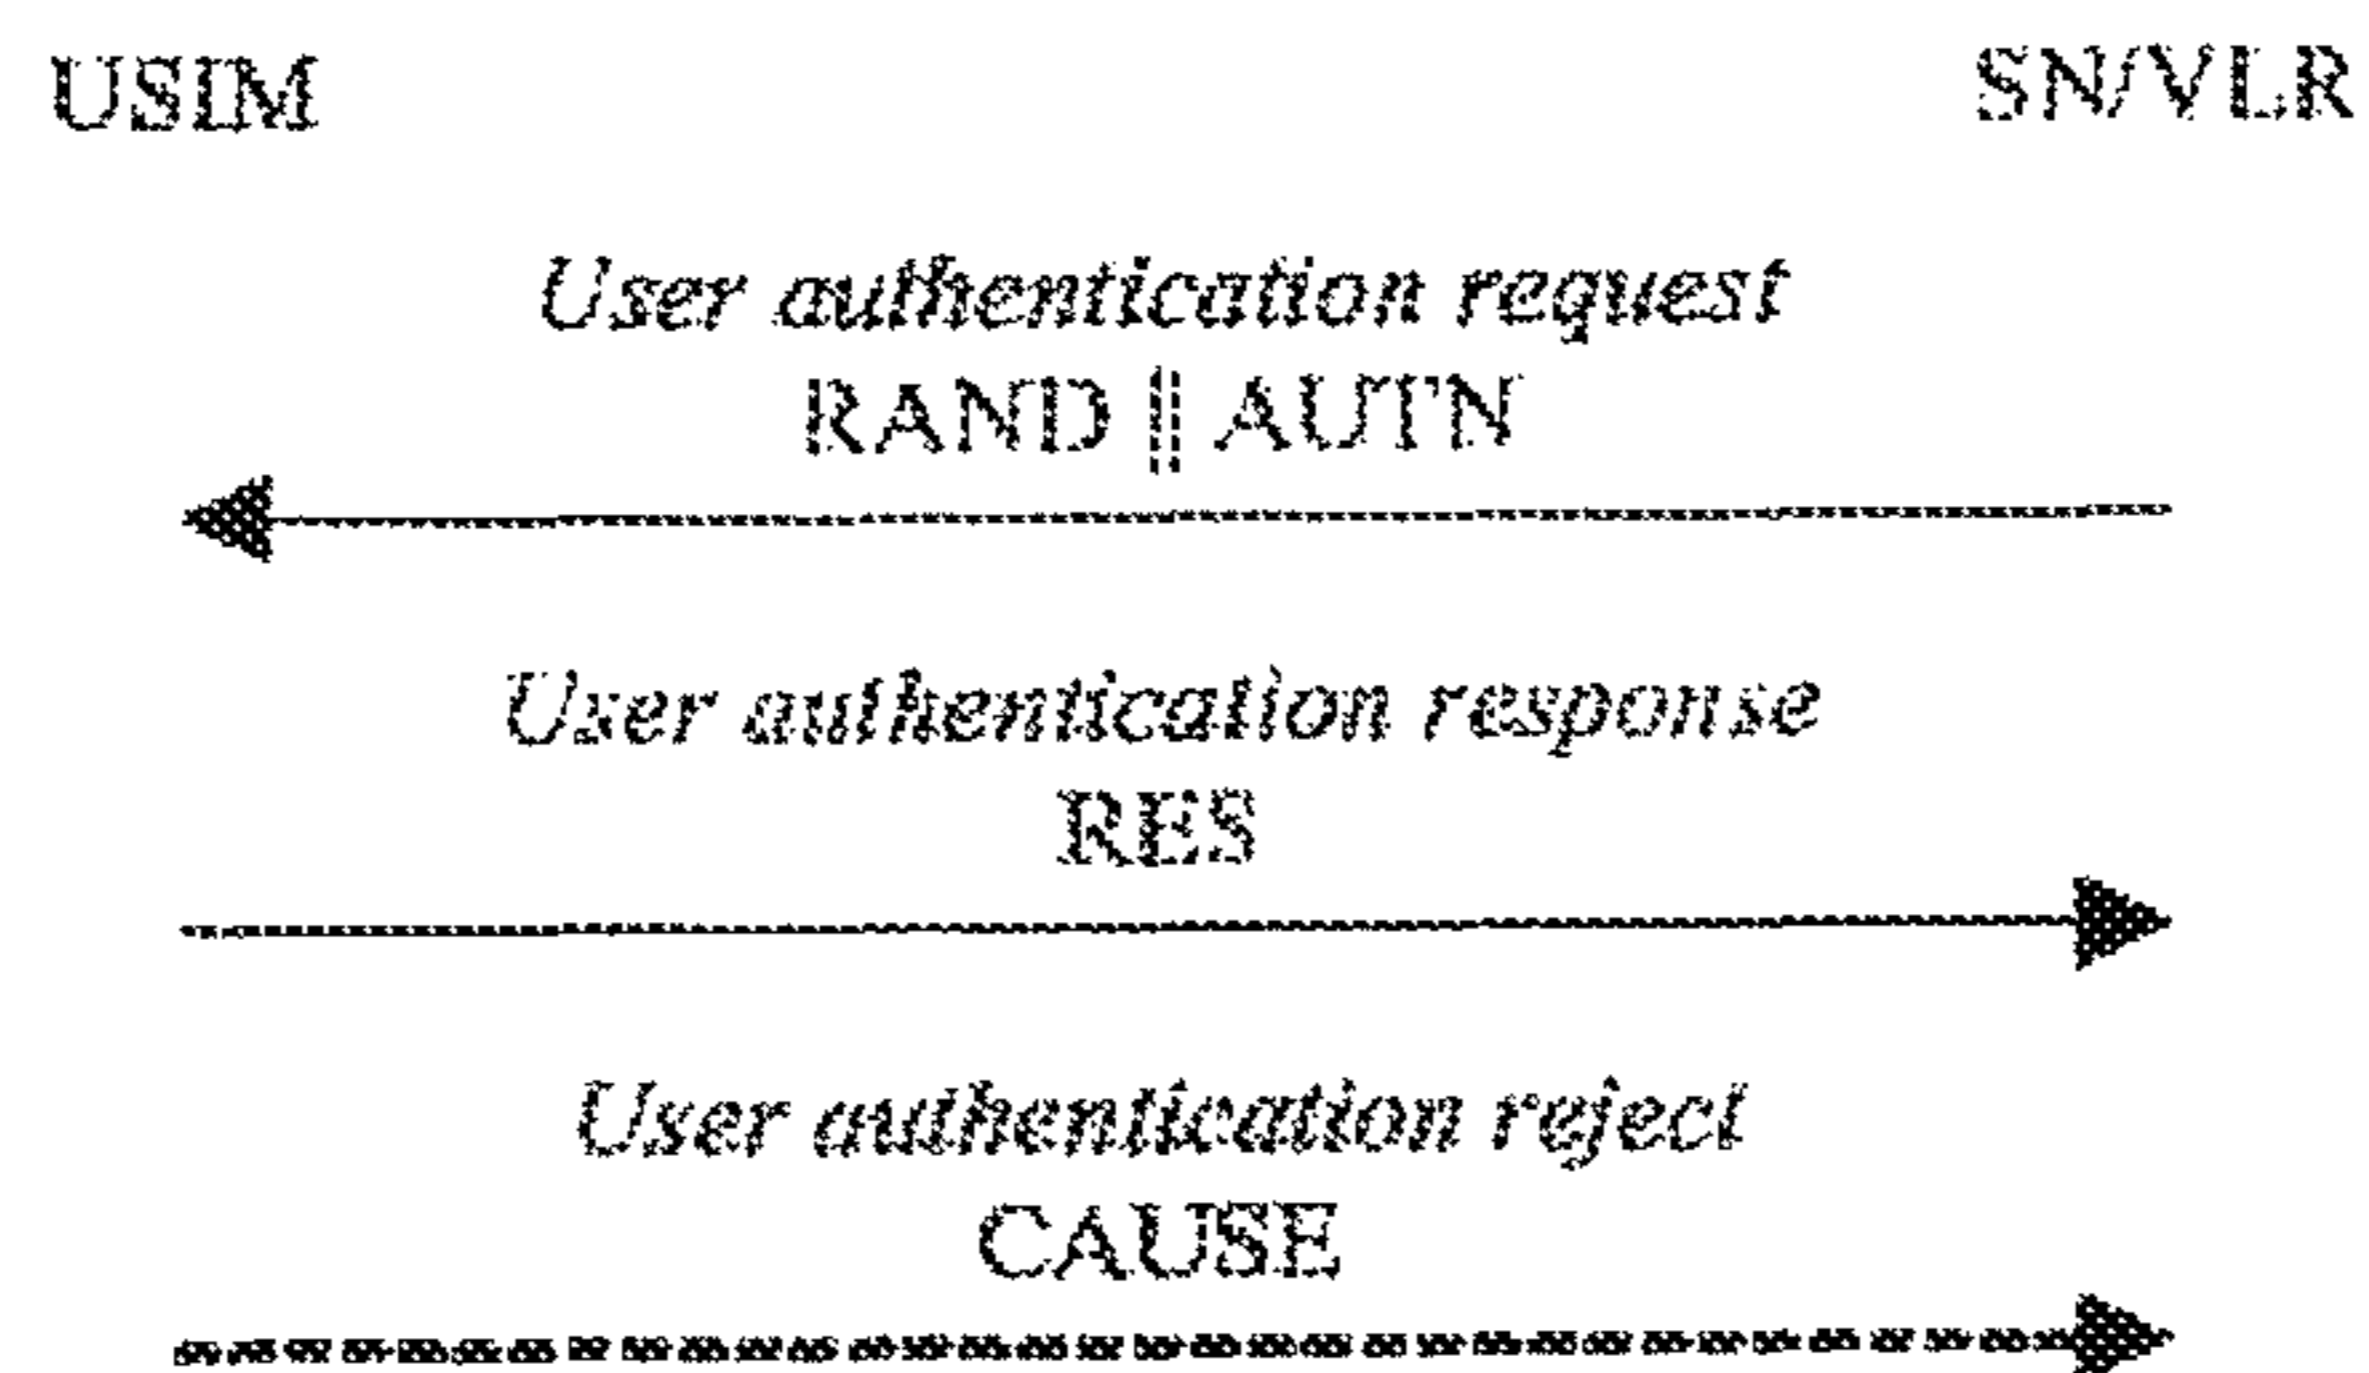 USIM SN/VLR
User authentication request
RAND || AUTN
User authentication response
RES
User authentication reject
CAUSE